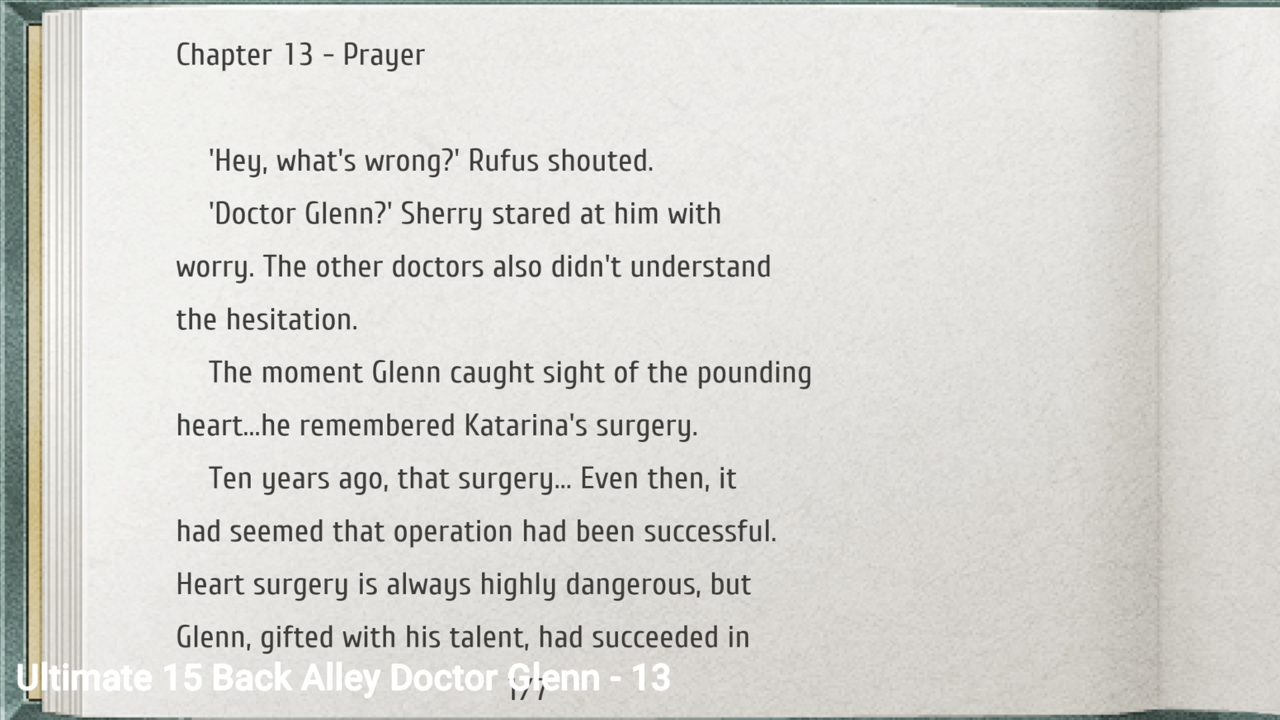 Chapter 13 - Prayer
'Hey, what's wrong?' Rufus shouted.
'Doctor Glenn?' Sherry stared at him with
worry. The other doctors also didn't understand
the hesitation.
The moment Glenn caught sight of the pounding
heart...he remembered Katarina's surgery.
Ten years ago, that surgery... Even then, it
had seemed that operation had been successful.
Heart surgery is always highly dangerous, but
Glenn, gifted with his talent, had succeeded in
Ultimate 15 Back Alley Doctor Glenn - 13